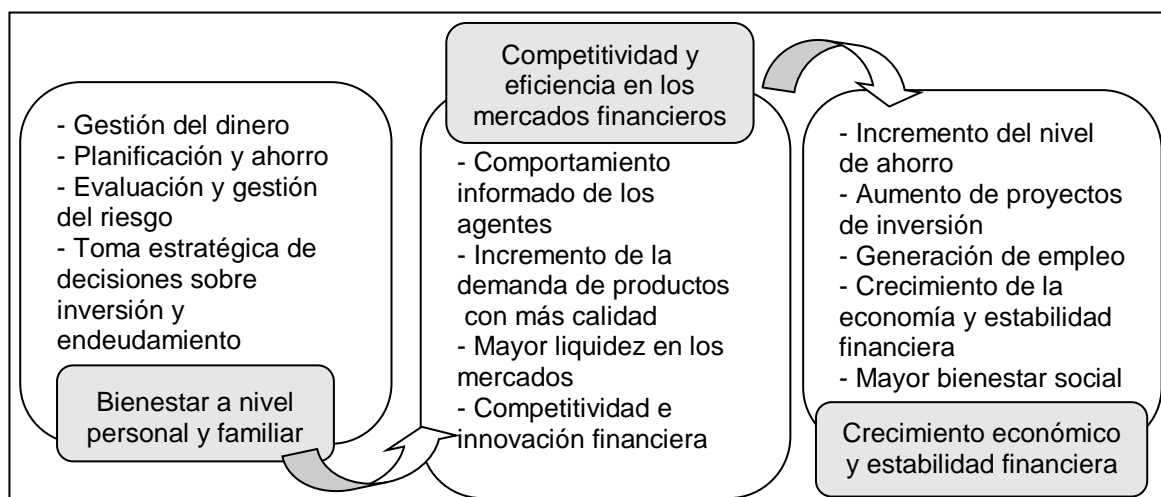 - Gestión del dinero
- Planificación y ahorro
- Evaluación y gestión
del riesgo
- Toma estratégica de
decisiones sobre
inversión y
endeudamiento
Bienestar a nivel
personal y familiar
Competitividad y
eficiencia en los
mercados financieros
- Comportamiento
informado de los
agentes
- Incremento de la
demanda de productos
con más calidad
- Mayor liquidez en los
mercados
- Competitividad e
innovación financiera
- Incremento del nivel
de ahorro
- Aumento de proyectos
de inversión
- Generación de empleo
- Crecimiento de la
economía y estabilidad
financiera
- Mayor bienestar social
Crecimiento económico
y estabilidad financiera